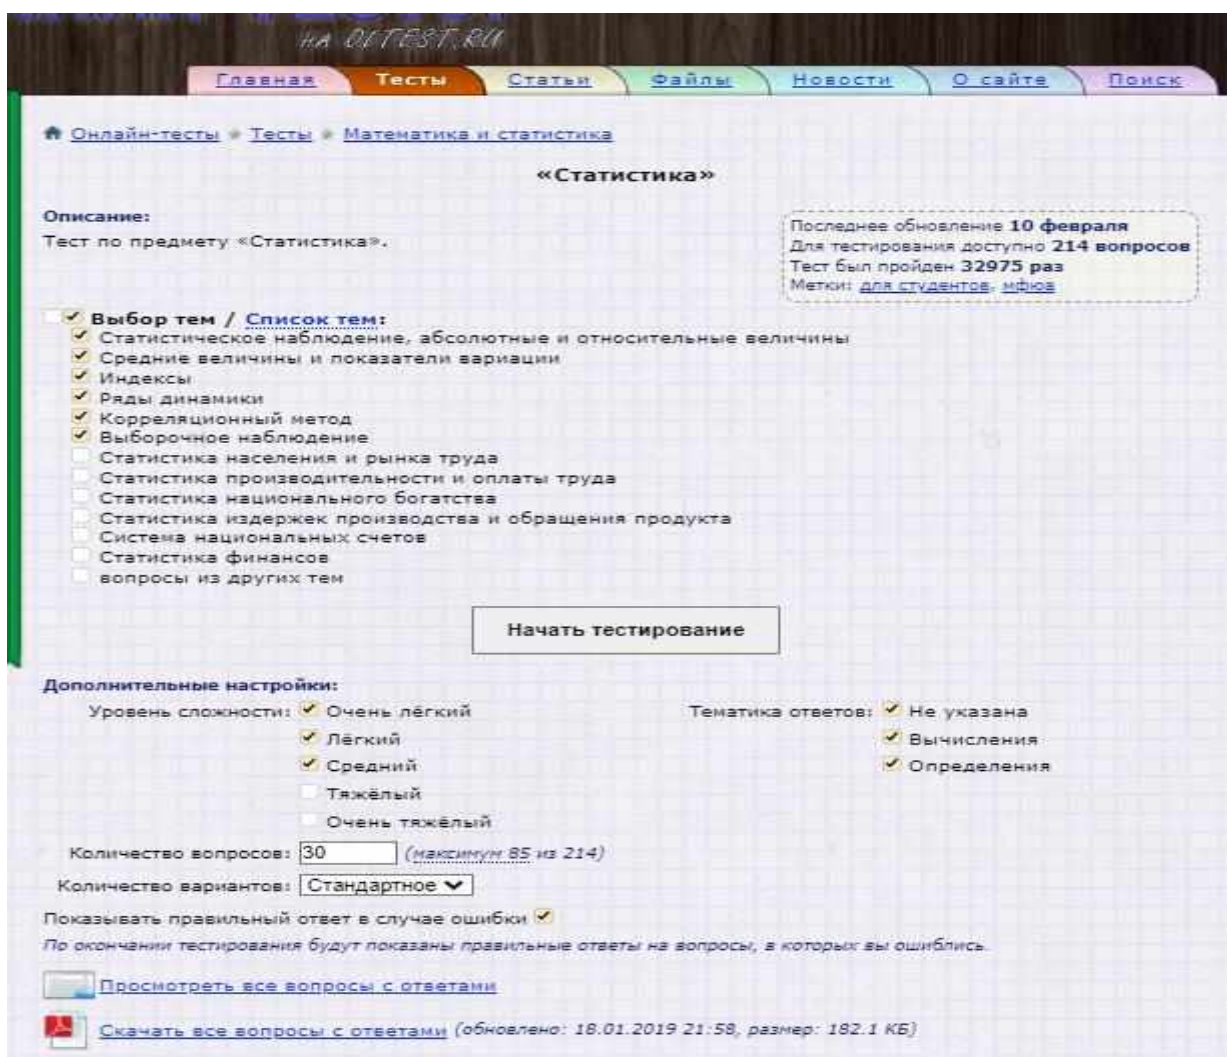 НА OLTEST.RU
Главная Тесты Статьи Файлы Новости О сайте Поиск
Онлайн-тесты Тесты Математика и статистика
«Статистика»
Описание:
Тест по предмету «Статистика».
Последнее обновление 10 февраля
Для тестирования доступно 214 вопросов
Тест был пройден 32975 раз
Метки: для студентов, мфюа
Выбор тем / Список тем:
Статистическое наблюдение, абсолютные и относительные величины
Средние величины и показатели вариации
Индексы
Ряды динамики
Корреляционный метод
Выборочное наблюдение
Статистика населения и рынка труда
Статистика производительности и оплаты труда
Статистика национального богатства
Статистика издержек производства и обращения продукта
Система национальных счетов
Статистика финансов
вопросы из других тем
Начать тестирование
Дополнительные настройки:
Уровень сложности: Очень лёгкий Тематика ответов: Не указана
Лёгкий Вычисления
Средний Определения
Тяжёлый
Очень тяжёлый
Количество вопросов: 30 (максимум 85 из 214)
Количество вариантов: Стандартное
Показывать правильный ответ в случае ошибки
По окончании тестирования будут показаны правильные ответы на вопросы, в которых вы ошиблись.
Просмотреть все вопросы с ответами
Скачать все вопросы с ответами (обновлено: 18.01.2019 21:58, размер: 182.1 КБ)